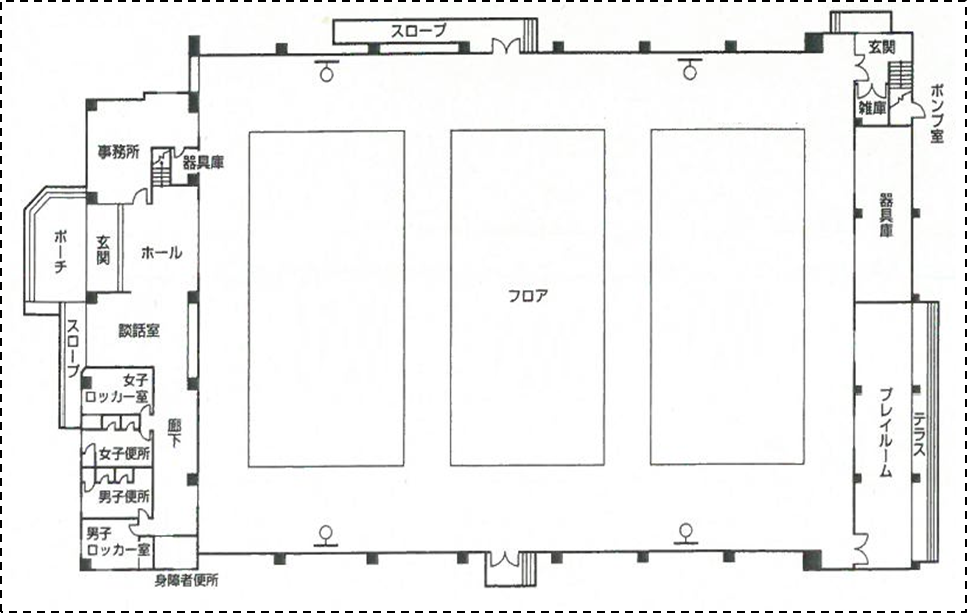 スロープ
玄関
雑庫
ポンプ室
事務所
器具庫
器具庫
ポーチ
玄関
ホール
フロア
スロープ
談話室
女子
ロッカー室
廊下
女子便所
男子便所
男子
ロッカー室
身障者便所
プレイルーム
テラス